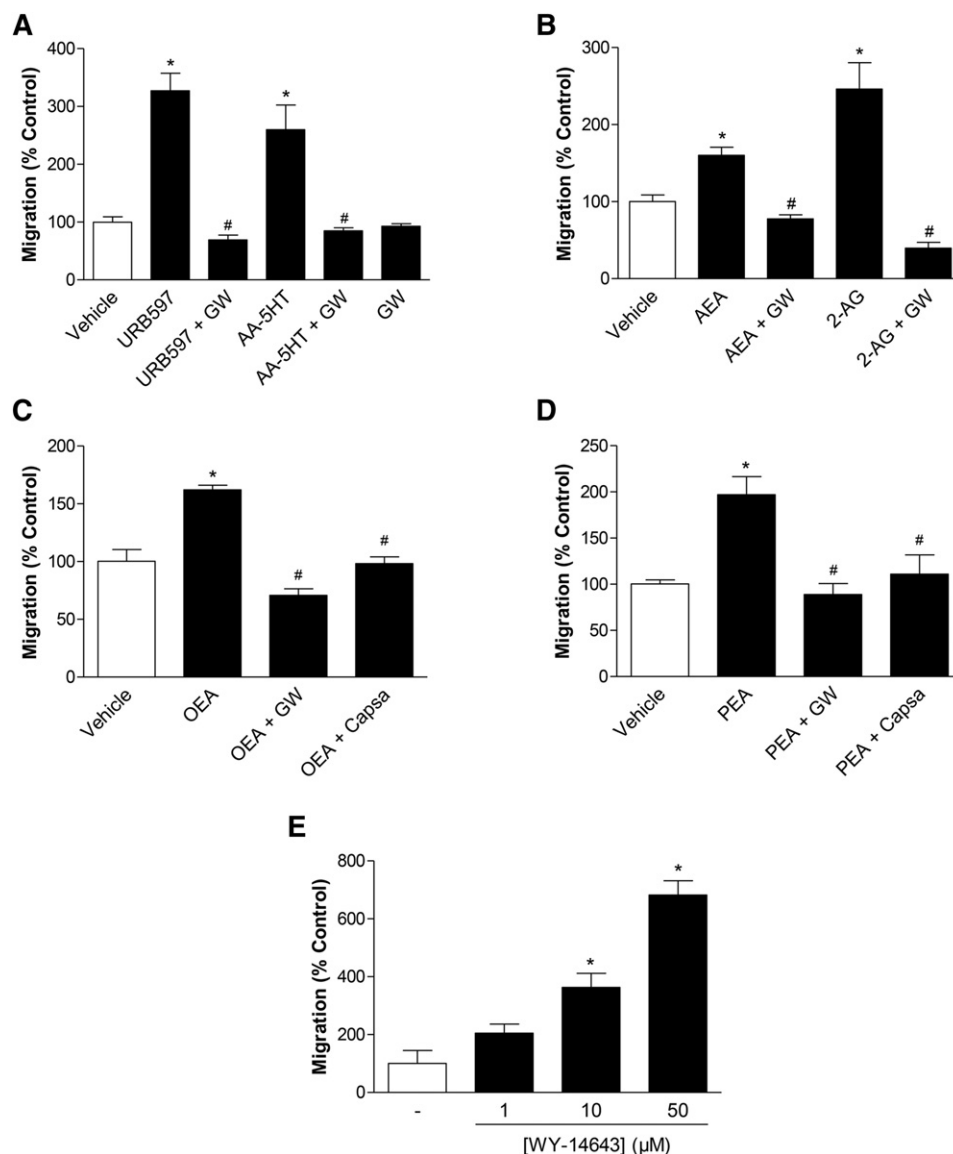 A
Migration (% Control)
400
300
200
100
0
*
#
*
#
Vehicle
URB597
URB597 + GW
AA-5HT
AA-5HT + GW
GW
B
Migration (% Control)
300
200
100
0
*
#
*
#
Vehicle
AEA
AEA + GW
2-AG
2-AG + GW
C
Migration (% Control)
200
150
100
50
0
*
#
#
Vehicle
OEA
OEA + GW
OEA + Capsa
D
Migration (% Control)
250
200
150
100
50
0
*
#
#
Vehicle
PEA
PEA + GW
PEA + Capsa
E
Migration (% Control)
800
600
400
200
0
*
*
- 1 10 50
[WY-14643] (µM)